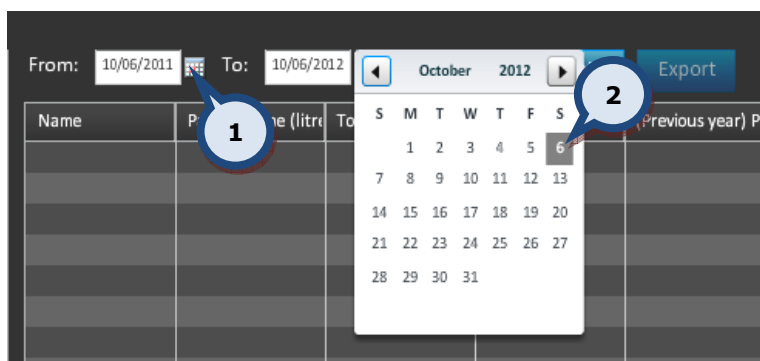 From: 10/06/2011 To: 10/06/2012 October 2012 Export
2
Name (litre To (Previous year) P
1
S M T W T F S
1 2 3 4 5 6
7 8 9 10 11 12 13
14 15 16 17 18 19 20
21 22 23 24 25 26 27
28 29 30 31